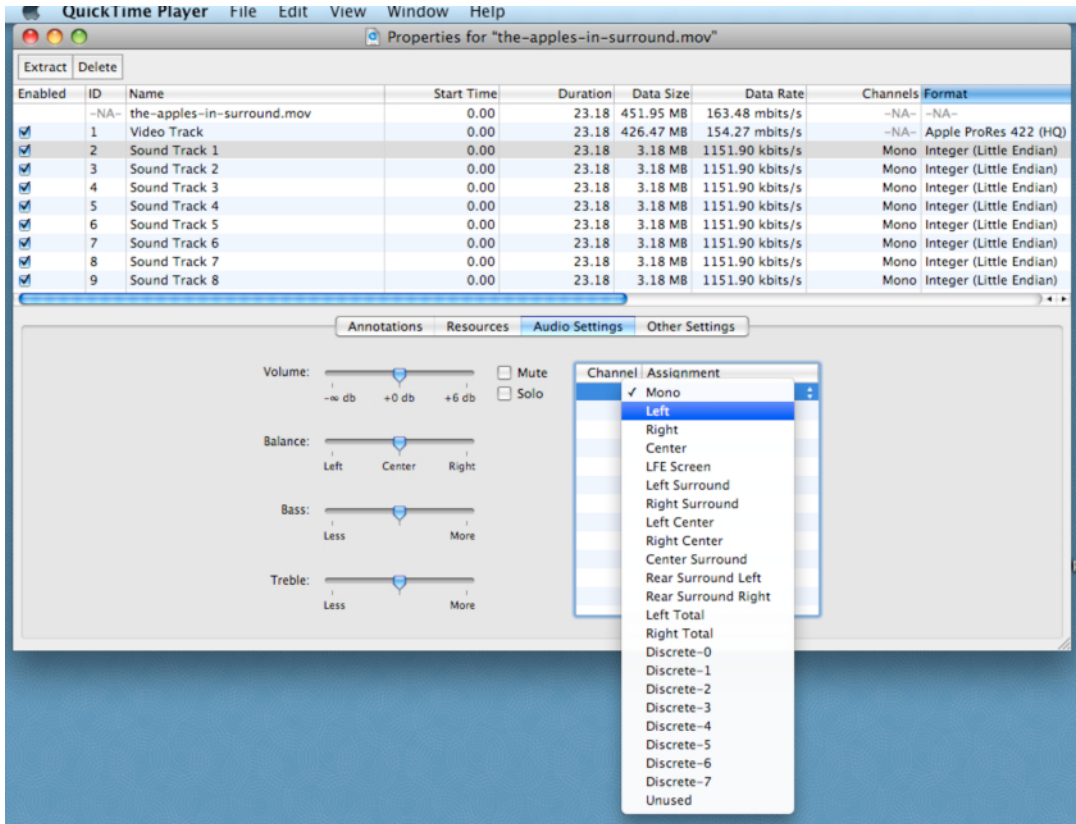 QuickTime Player File Edit View Window Help
Properties for “the-apples-in-surround.mov”
Extract Delete
Enabled ID Name Start Time Duration Data Size Data Rate Channels Format
-NA- the-apples-in-surround.mov 0.00 23.18 451.95 MB 163.48 mbits/s -NA- -NA-
1 Video Track 0.00 23.18 426.47 MB 154.27 mbits/s -NA- Apple ProRes 422 (HQ)
2 Sound Track 1 0.00 23.18 3.18 MB 1151.90 kbits/s Mono Integer (Little Endian)
3 Sound Track 2 0.00 23.18 3.18 MB 1151.90 kbits/s Mono Integer (Little Endian)
4 Sound Track 3 0.00 23.18 3.18 MB 1151.90 kbits/s Mono Integer (Little Endian)
5 Sound Track 4 0.00 23.18 3.18 MB 1151.90 kbits/s Mono Integer (Little Endian)
6 Sound Track 5 0.00 23.18 3.18 MB 1151.90 kbits/s Mono Integer (Little Endian)
7 Sound Track 6 0.00 23.18 3.18 MB 1151.90 kbits/s Mono Integer (Little Endian)
8 Sound Track 7 0.00 23.18 3.18 MB 1151.90 kbits/s Mono Integer (Little Endian)
9 Sound Track 8 0.00 23.18 3.18 MB 1151.90 kbits/s Mono Integer (Little Endian)
Annotations Resources Audio Settings Other Settings
Volume:
-∞ db +0 db +6 db
Mute
Solo
Balance:
Left Center Right
Bass:
Less More
Treble:
Less More
Channel Assignment
✓ Mono
Left
Right
Center
LFE Screen
Left Surround
Right Surround
Left Center
Right Center
Center Surround
Rear Surround Left
Rear Surround Right
Left Total
Right Total
Discrete-0
Discrete-1
Discrete-2
Discrete-3
Discrete-4
Discrete-5
Discrete-6
Discrete-7
Unused